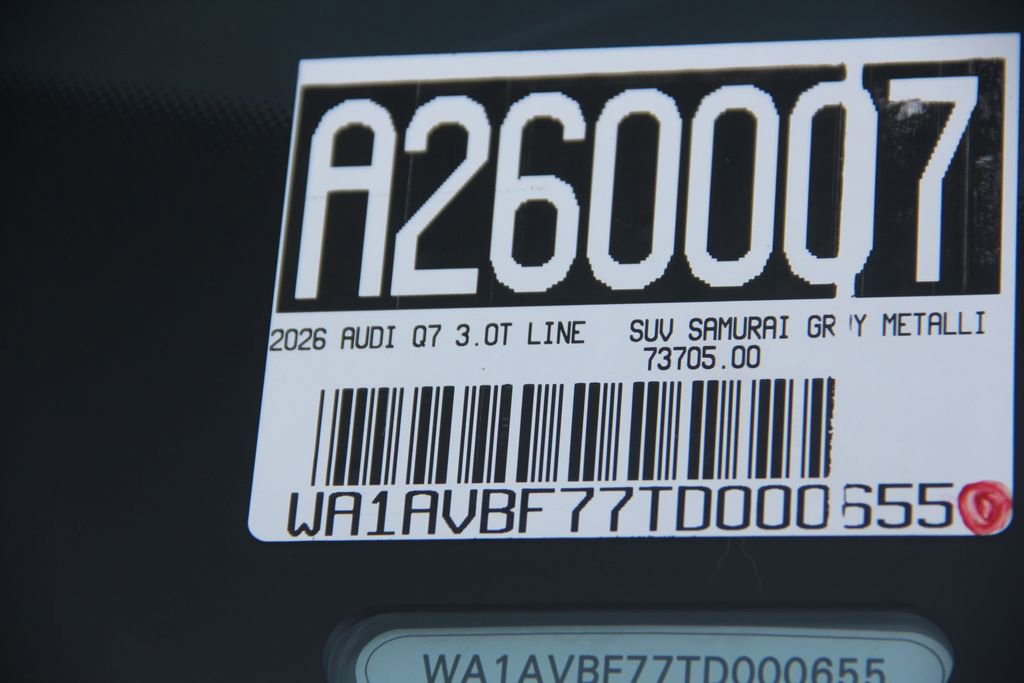 A260007
2026 AUDI Q7 3.0T LINE SUV SAMURAI GR Y METALLI
73705.00
WA1AVBF77TD000655
WA1AVBF77TD000655